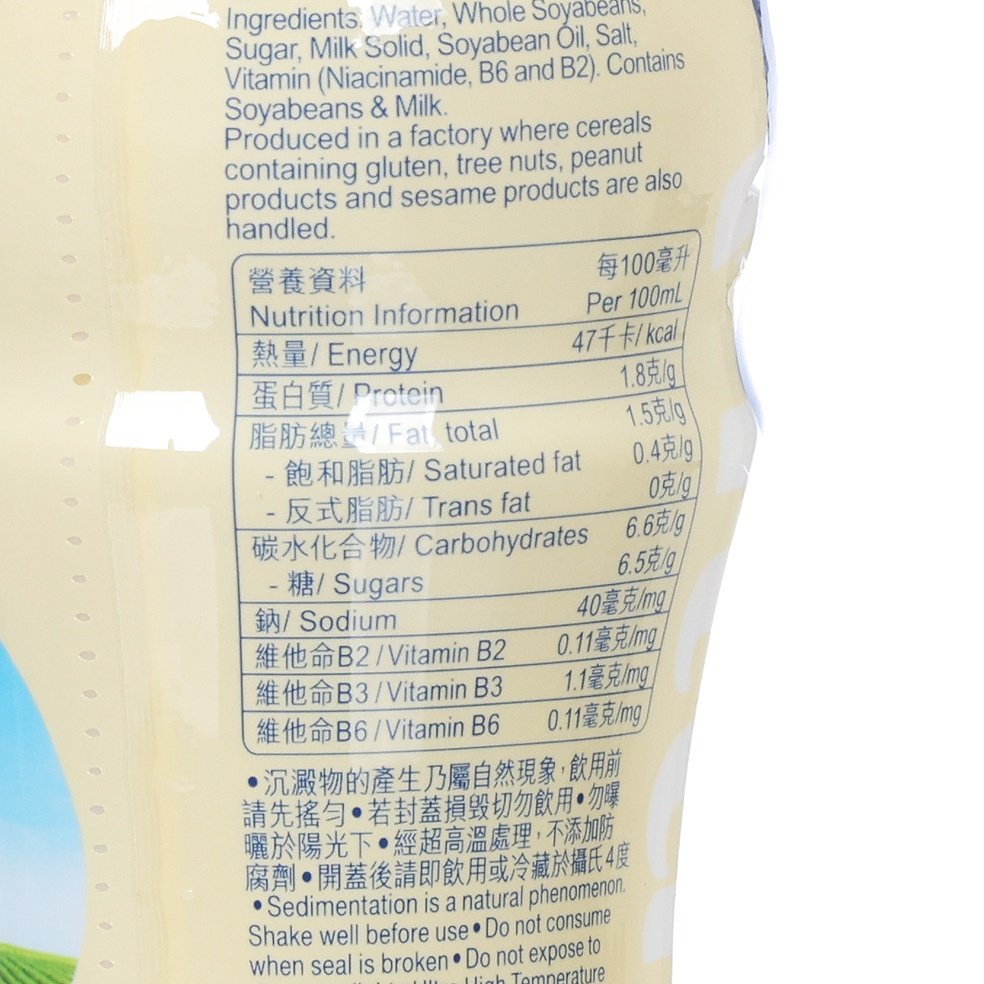 Ingredients: Water, Whole Soyabeans,
Sugar, Milk Solid, Soyabean Oil, Salt,
Vitamin (Niacinamide, B6 and B2). Contains
Soyabeans & Milk.
Produced in a factory where cereals
containing gluten, tree nuts, peanut
products and sesame products are also
handled.
營養資料 每100毫升
Nutrition Information Per 100mL
熱量/ Energy 47千卡/ kcal
蛋白質/ Protein 1.8克/g
脂肪總量/ Fat, total 1.5克/g
- 飽和脂肪/ Saturated fat 0.4克/g
- 反式脂肪/ Trans fat 0克/g
碳水化合物/ Carbohydrates 6.6克/g
- 糖/ Sugars 6.5克/g
鈉/ Sodium 40毫克/mg
維他命B2 / Vitamin B2 0.11毫克/mg
維他命B3 / Vitamin B3 1.1毫克/mg
維他命B6 / Vitamin B6 0.11毫克/mg
•沉澱物的產生乃屬自然現象，飲用前
請先搖勻•若封蓋損毀切勿飲用•勿曝
曬於陽光下•經超高溫處理，不添加防
腐劑•開蓋後請即飲用或冷藏於攝氏4度
•Sedimentation is a natural phenomenon.
Shake well before use•Do not consume
when seal is broken•Do not expose to
High Temperature